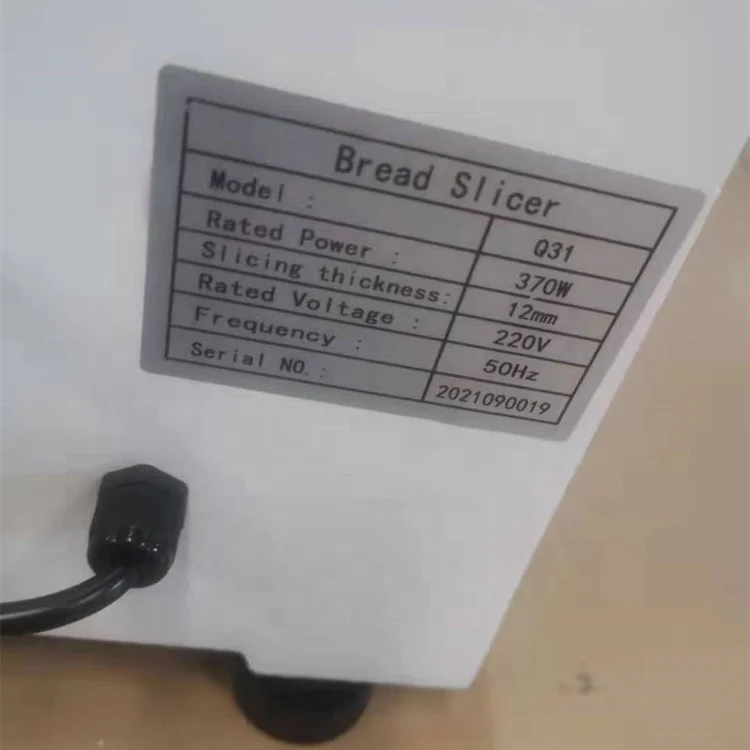 Bread Slicer
Model : Q31
Rated Power : 370W
Slicing thickness: 12mm
Rated Voltage : 220V
Frequency : 50Hz
Serial NO. : 2021090019